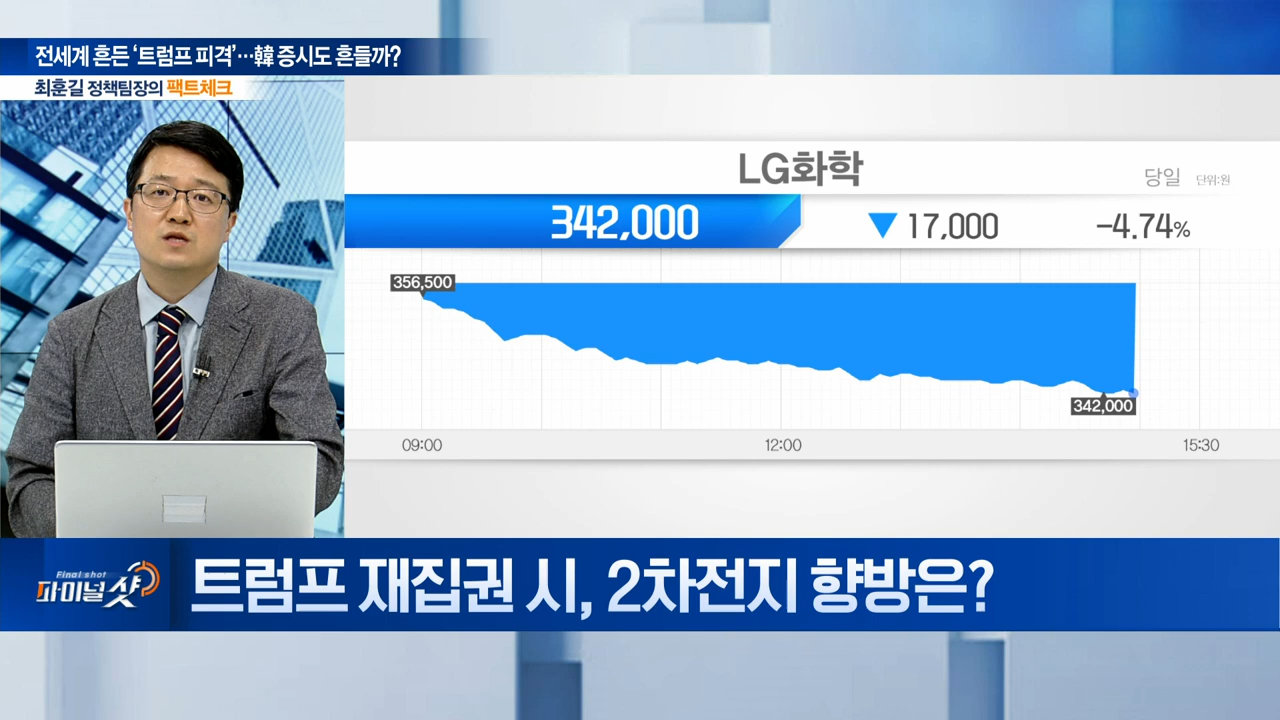 전세계 흔든 ‘트럼프 피격’…韓 증시도 흔들까?
최훈길 정책팀장의 팩트체크
LG화학
당일 단위:원
342,000 ▼ 17,000 -4.74%
356,500
342,000
09:00 12:00 15:30
Final shot
파이널샷
트럼프 재집권 시, 2차전지 향방은?